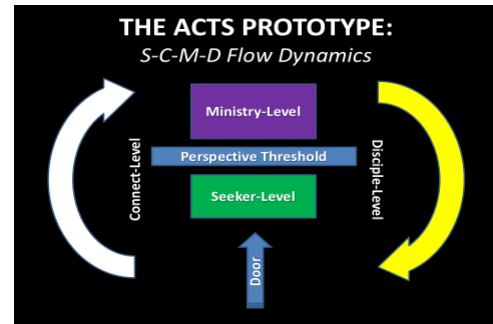 THE ACTS PROTOTYPE:
S-C-M-D Flow Dynamics
Ministry-Level
Perspective Threshold
Connect-Level
Disciple-Level
Seeker-Level
Door